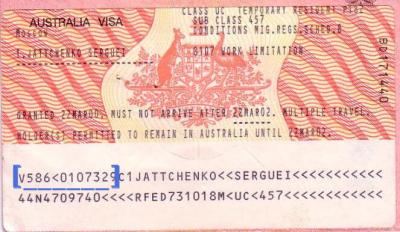 AUSTRALIA VISA
CLASS UC TEMPORARY RESIDENT
SUB CLASS 457
Moscow
CONDITIONS MIG.REGS.SCHED.8
I.JATTCHENKO SERGUEI
8107 WORK LIMITATION
GRANTED 22MAR00, MUST NOT ARRIVE AFTER 22MAR02. MULTIPLE TRAVEL.
HOLDER(S) PERMITTED TO REMAIN IN AUSTRALIA UNTIL 22MAR02.
V586<0107329C1JATTCHENKO<<SERGUEI<<<<<<<<<<<
44N4709740<<<<RFED731018M<UC<457<<<<<<<<<<<<